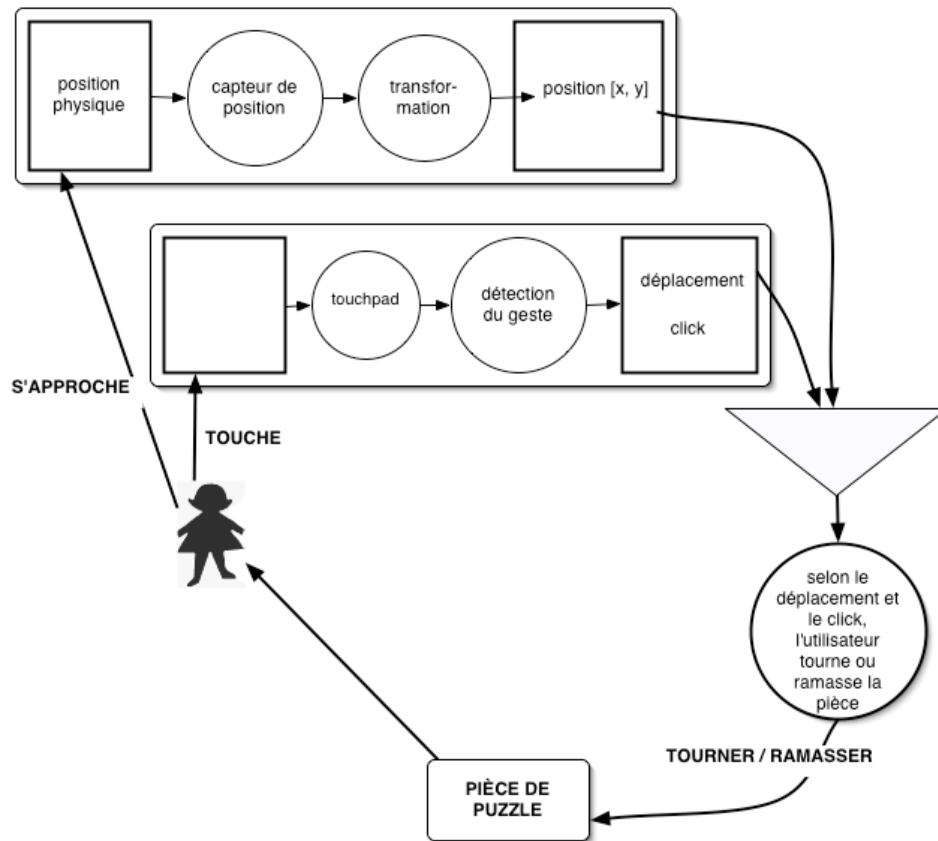 position
physique
capteur de
position
transfor-
mation
position [x, y]
touchpad
détection
du geste
déplacement
click
S'APPROCHE
TOUCHE
selon le
déplacement et
le click,
l'utilisateur
tourne ou
ramasse la
pièce
TOURNER / RAMASSER
PIÈCE DE
PUZZLE